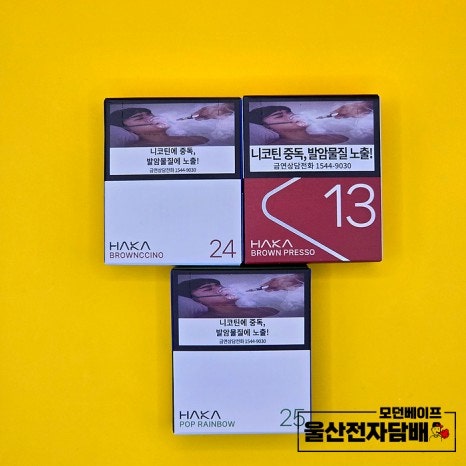 니코틴에 중독,
발암물질에 노출!
금연상담전화 1544-9030
HAKA
BROWNCCINO
24
니코틴 중독, 발암물질 노출!
금연상담전화 1544-9030
13
HAKA
BROWN PRESSO
니코틴에 중독,
발암물질에 노출!
금연상담전화 1544-9030
HAKA
POP RAINBOW
25
모던베이프
울산전자담배